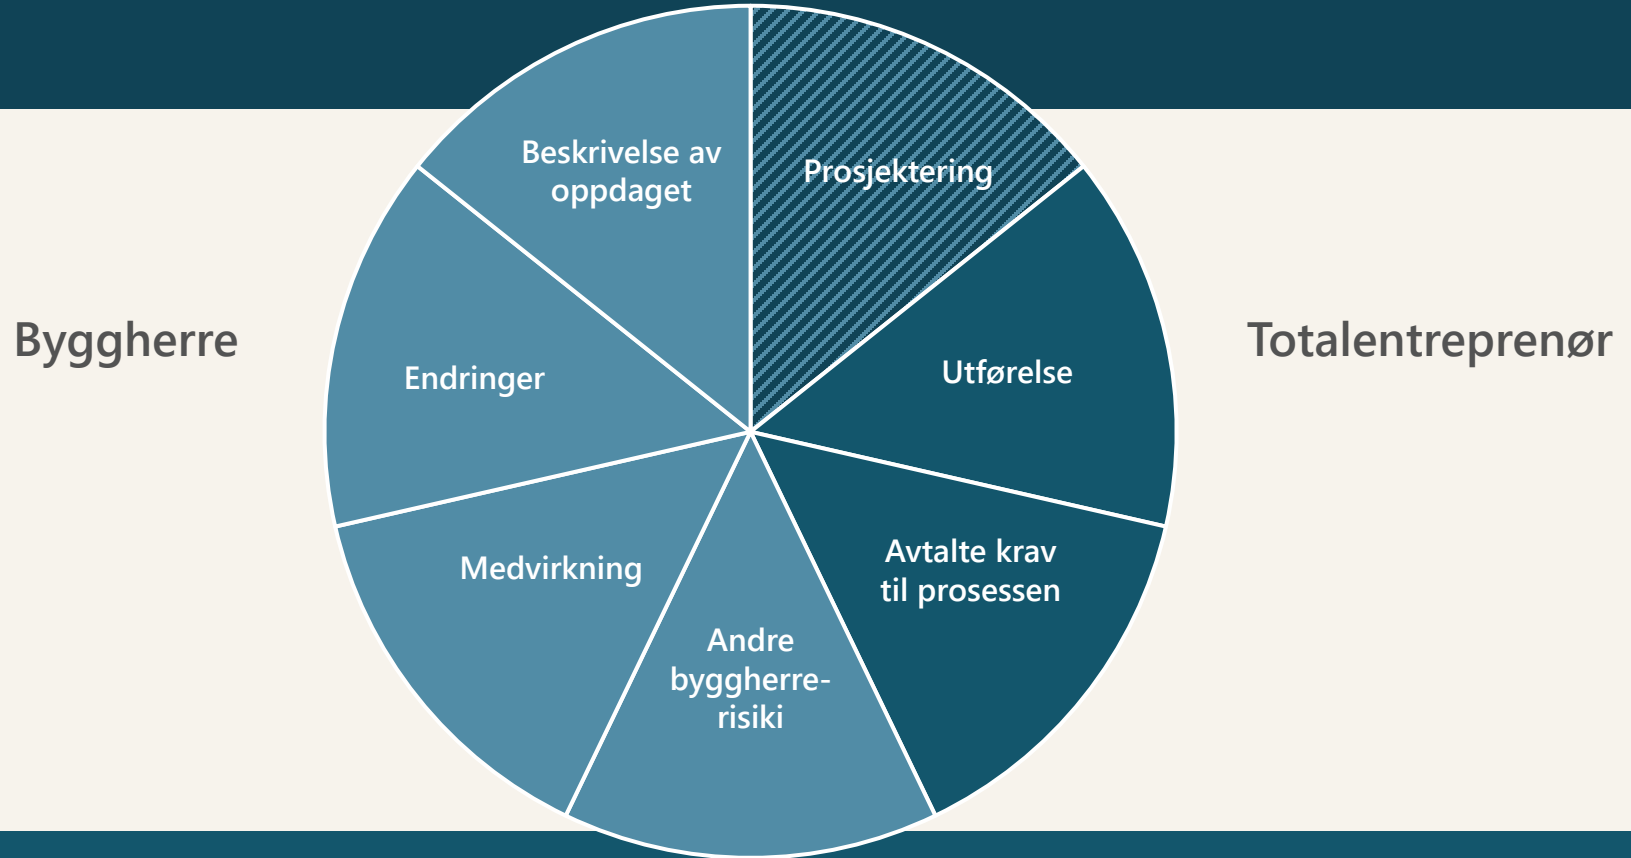 Beskrivelse av
oppdaget
Prosjektering
Byggherre
Endringer
Utførelse
Totalentreprenør
Medvirkning
Avtalte krav
til prosessen
Andre
byggherre-
risiki